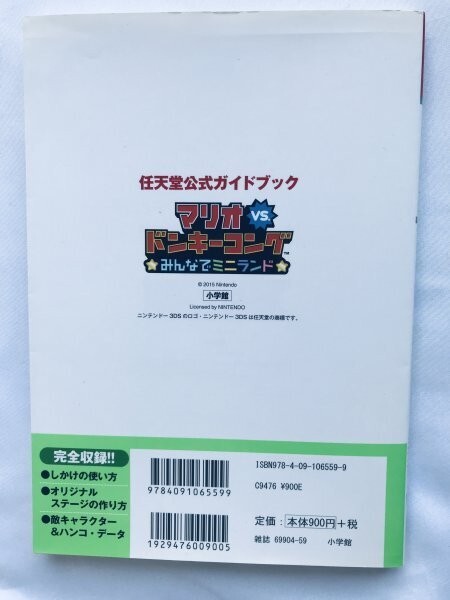 任天堂公式ガイドブック
マリオ VS.
ドンキーコング™
みんなでミニランド
© 2015 Nintendo
小学館
Licensed by NINTENDO
ニンテンドー3DSのロゴ・ニンテンドー3DSは任天堂の商標です。
完全収録!!
●しかけの使い方
●オリジナル
ステージの作り方
●敵キャラクター
&ハンコ・データ
9784091065599
1929476009005
ISBN978-4-09-106559-9
C9476 ¥900E
定価:本体900円+税
雑誌 69904-59 小学館